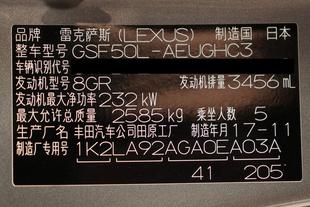 品牌 雷克萨斯(LEXUS) 制造国 日本
整车型号 GSF50L-AEUGHC3
车辆识别代号
发动机型号 8GR 发动机排量 3456 mL
发动机最大净功率 232 kW
最大允许总质量 2585kg 乘坐人数 5
生产厂名 丰田汽车公司田原工厂 制造年月 17-11
制造厂专用号 1K2LA92AGA0EA03A
41 205